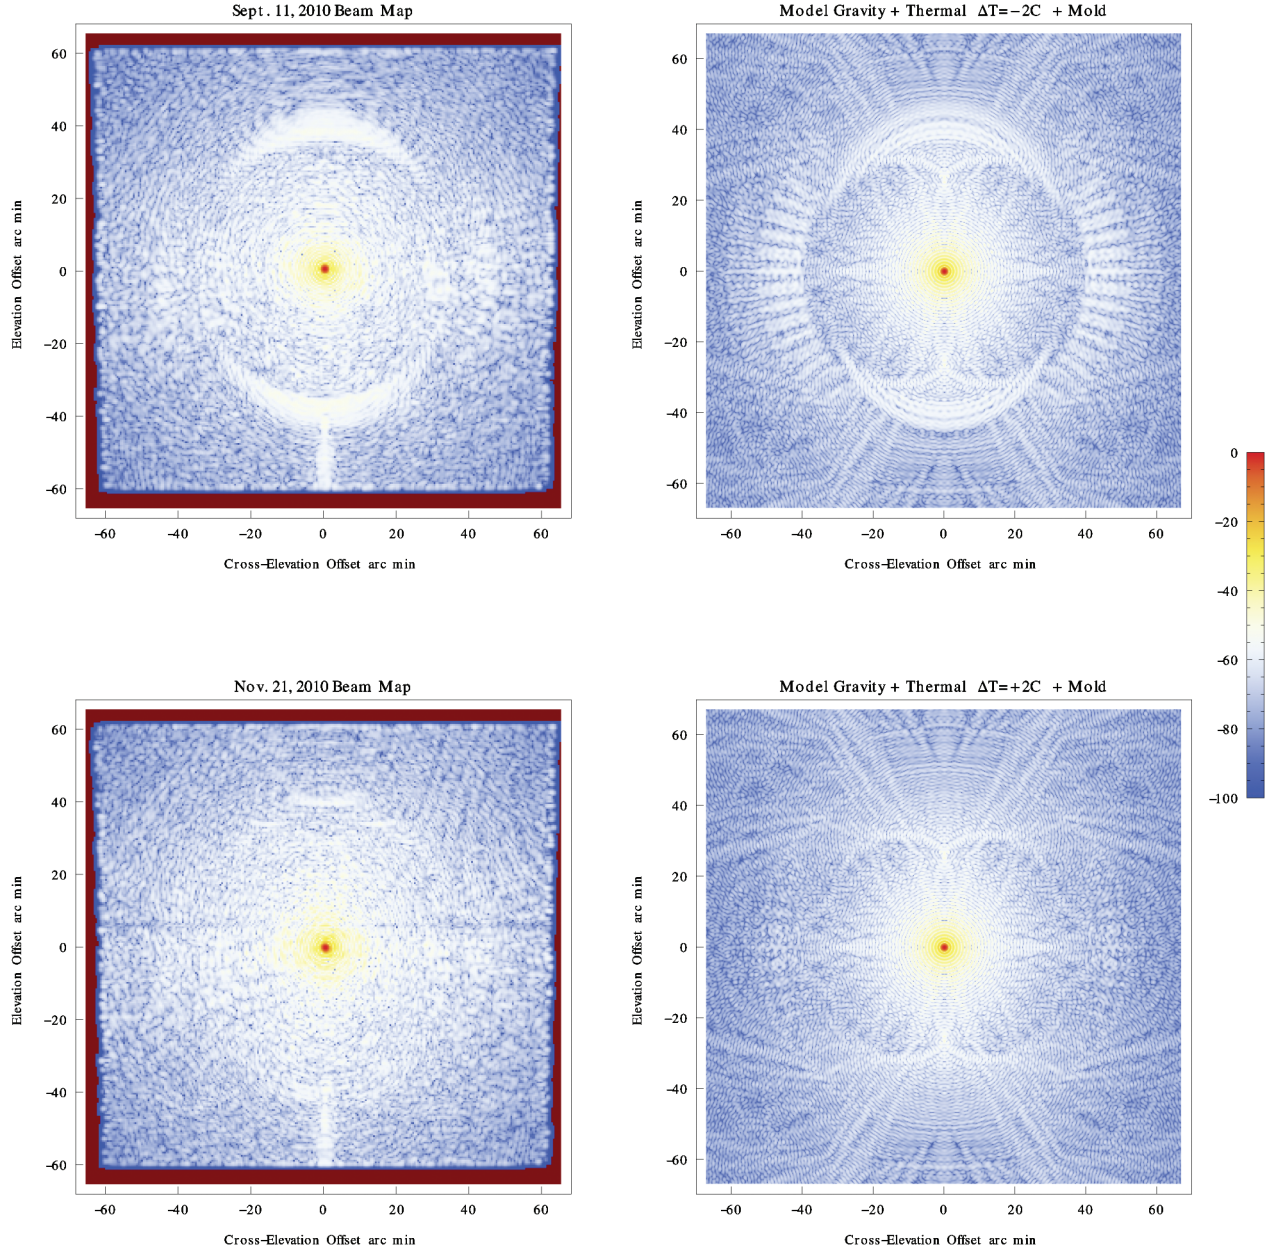 Sept. 11, 2010 Beam Map
Model Gravity + Thermal ΔT=−2C + Mold
60
40
20
0
−20
−40
−60
Elevation Offset arc min
−60 −40 −20 0 20 40 60
Cross−Elevation Offset arc min
60
40
20
0
−20
−40
−60
Elevation Offset arc min
−60 −40 −20 0 20 40 60
Cross−Elevation Offset arc min
0
−20
−40
−60
−80
−100
Nov. 21, 2010 Beam Map
Model Gravity + Thermal ΔT=+2C + Mold
60
40
20
0
−20
−40
−60
Elevation Offset arc min
−60 −40 −20 0 20 40 60
Cross−Elevation Offset arc min
60
40
20
0
−20
−40
−60
Elevation Offset arc min
−60 −40 −20 0 20 40 60
Cross−Elevation Offset arc min